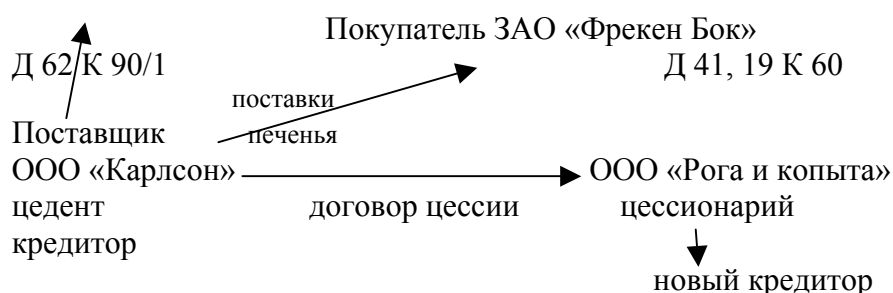 Покупатель ЗАО «Фрекен Бок»
Д 62 К 90/1 Д 41, 19 К 60
поставки
Поставщик печенья
ООО «Карлсон» ООО «Рога и копыта»
цедент договор цессии цессионарий
кредитор
новый кредитор